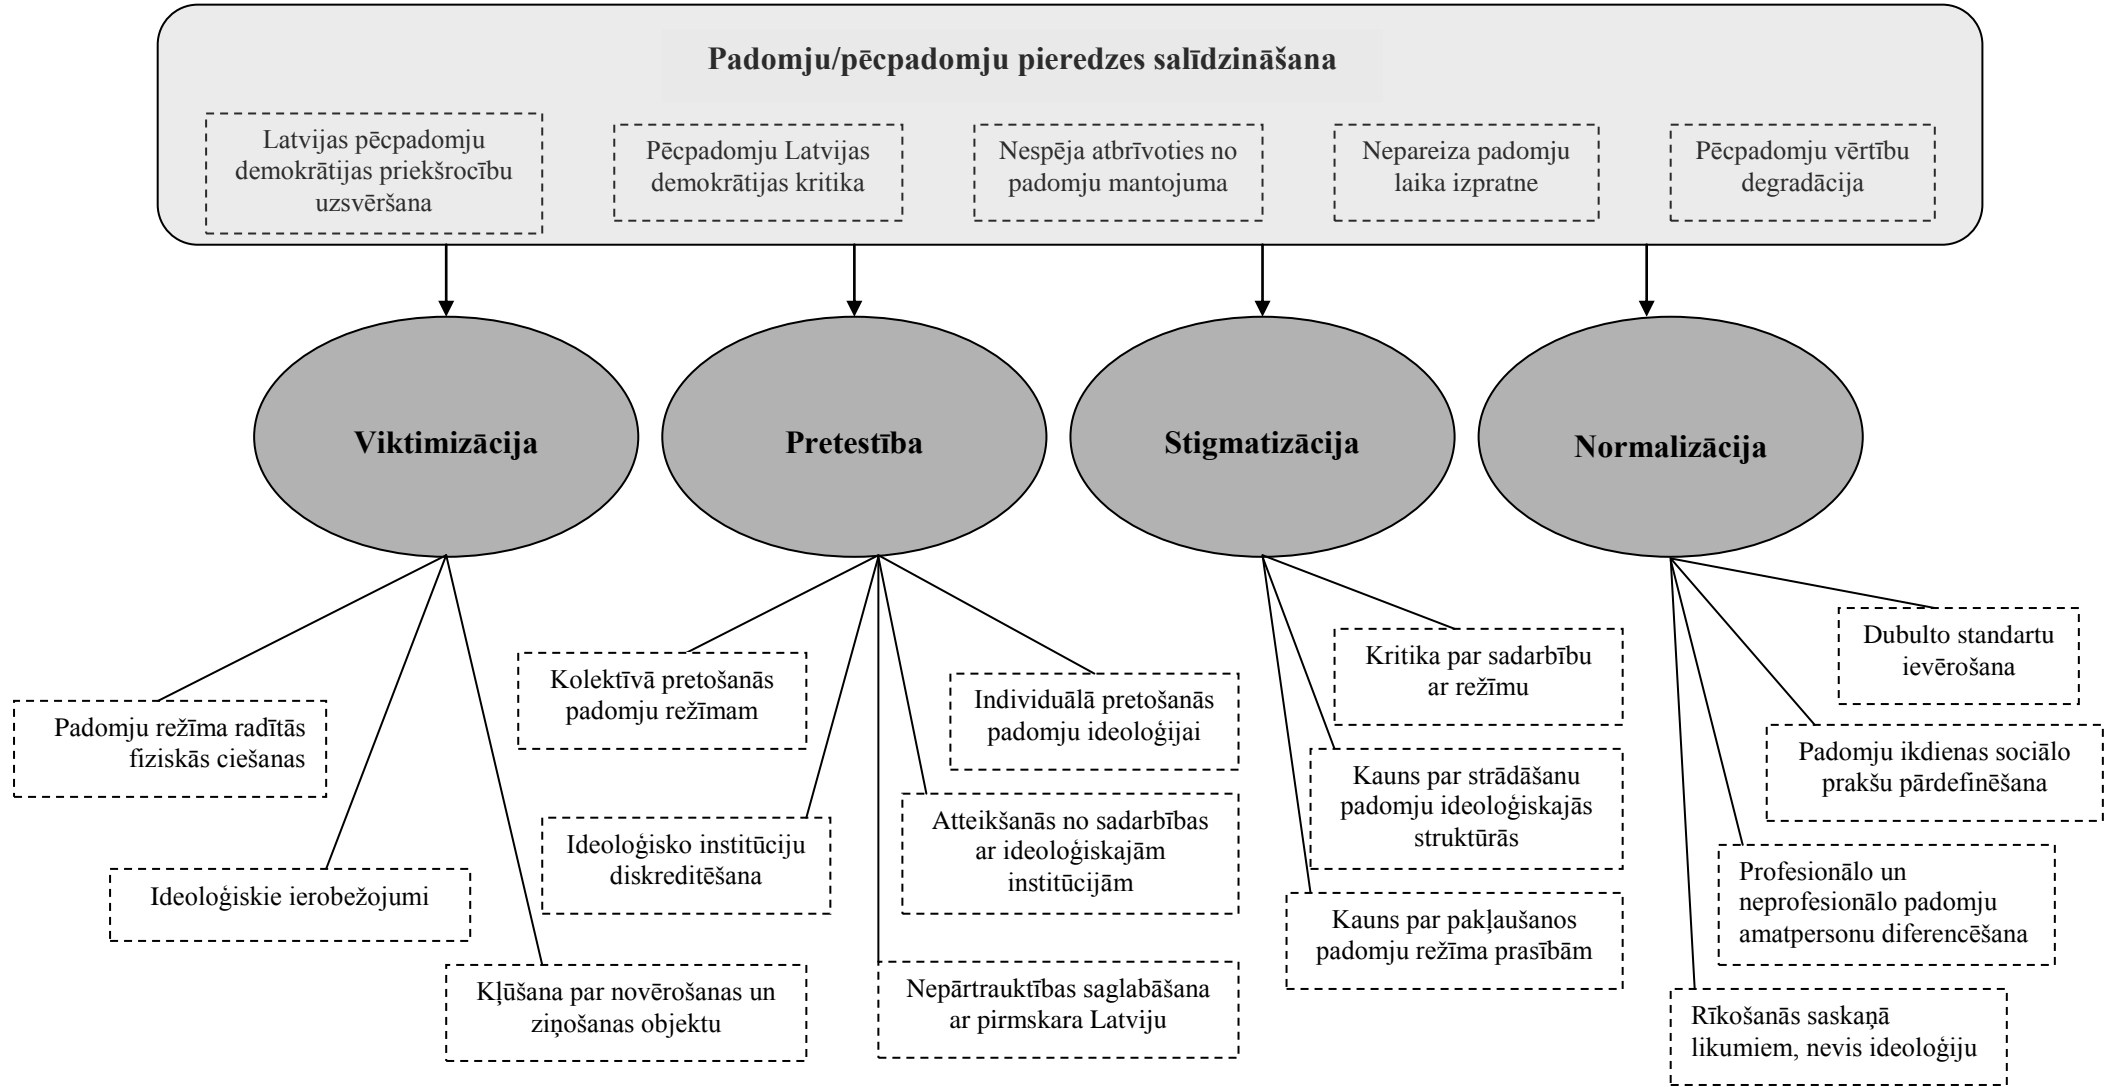 Padomju/pēcpadomju pieredzes salīdzināšana
Latvijas pēcpadomju
demokrātijas priekšrocību
uzsvēršana
Pēcpadomju Latvijas
demokrātijas kritika
Nespēja atbrīvoties no
padomju mantojuma
Nepareiza padomju
laika izpratne
Pēcpadomju vērtību
degradācija
Viktimizācija
Pretestība
Stigmatizācija
Normalizācija
Padomju režīma radītās
fiziskās ciešanas
Ideoloģiskie ierobežojumi
Kļūšana par novērošanas un
ziņošanas objektu
Kolektīvā pretošanās
padomju režīmam
Ideoloģisko institūciju
diskreditēšana
Individuālā pretošanās
padomju ideoloģijai
Atteikšanās no sadarbības
ar ideoloģiskajām
institūcijām
Nepārtrauktības saglabāšana
ar pirmskara Latviju
Kritika par sadarbību
ar režīmu
Kauns par strādāšanu
padomju ideoloģiskajās
struktūrās
Kauns par pakļaušanos
padomju režīma prasībām
Dubulto standartu
ievērošana
Padomju ikdienas sociālo
prakšu pārdefinēšana
Profesionālo un
neprofesionālo padomju
amatpersonu diferencēšana
Rīkošanās saskaņā
likumiem, nevis ideoloģiju